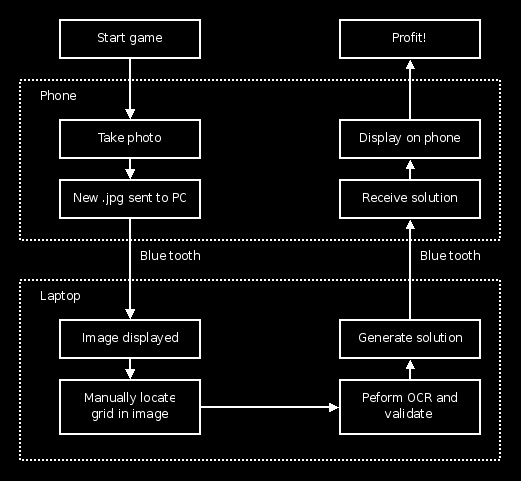 Start game
Profit!
Phone
Take photo
Display on phone
New .jpg sent to PC
Receive solution
Blue tooth
Blue tooth
Laptop
Image displayed
Generate solution
Manually locate
grid in image
Peform OCR and
validate